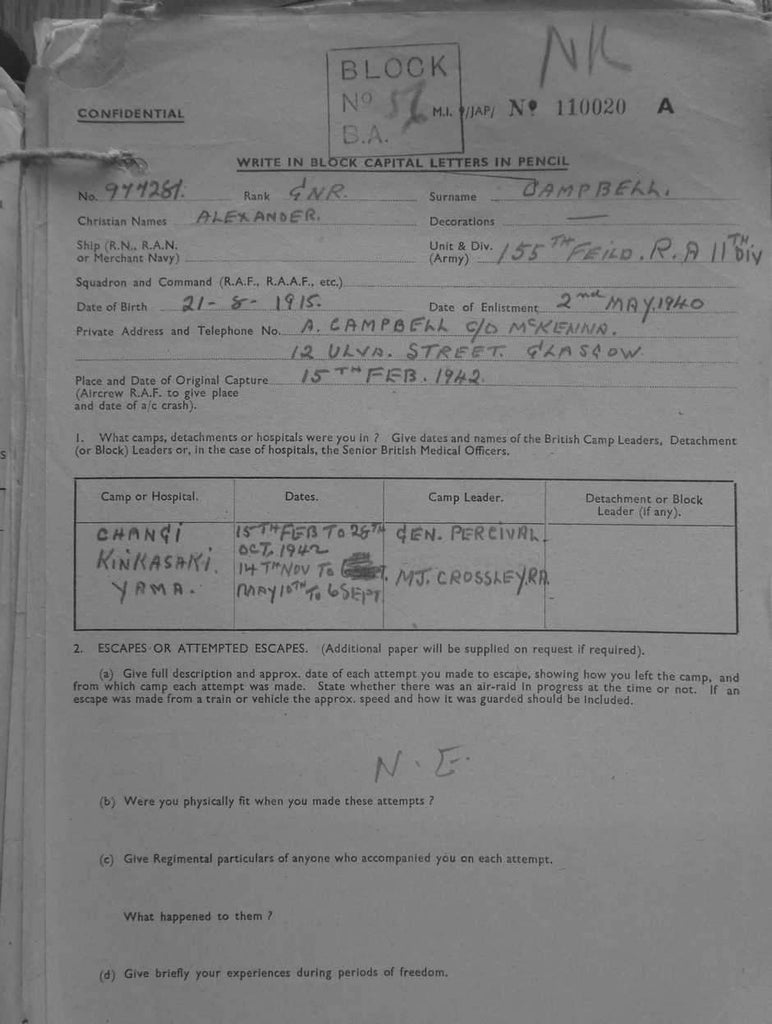 NK
BLOCK
CONFIDENTIAL Nº 56 M.I. 9/JAP/ Nº 110020 A
B.A.
WRITE IN BLOCK CAPITAL LETTERS IN PENCIL
No. Rank GNR. Surname CAMPBELL.
Christian Names ALEXANDER. Decorations —
Ship (R.N., R.A.N. or Merchant Navy) Unit & Div. (Army) 155TH FEILD. R.A 11TH DIV
Squadron and Command (R.A.F., R.A.A.F., etc.)
Date of Birth 21-8-1915. Date of Enlistment 2nd MAY, 1940
Private Address and Telephone No. A. CAMPBELL C/O McKENNA.
12 ULVA. STREET. GLASGOW.
Place and Date of Original Capture 15TH FEB. 1942.
(Aircrew R.A.F. to give place
and date of a/c crash).
1. What camps, detachments or hospitals were you in ? Give dates and names of the British Camp Leaders, Detachment
(or Block) Leaders or, in the case of hospitals, the Senior British Medical Officers.
Camp or Hospital. Dates. Camp Leader. Detachment or Block
Leader (if any).
CHANGI 15TH FEB TO 28TH GEN. PERCIVAL
OCT. 1942
KINKASAKI. 14TH NOV TO
YAMA. MAY 10TH TO 6 SEPT MJ. CROSSLEY, RA.
2. ESCAPES OR ATTEMPTED ESCAPES. (Additional paper will be supplied on request if required).
(a) Give full description and approx. date of each attempt you made to escape, showing how you left the camp, and
from which camp each attempt was made. State whether there was an air-raid in progress at the time or not. If an
escape was made from a train or vehicle the approx. speed and how it was guarded should be included.
N. E.
(b) Were you physically fit when you made these attempts ?
(c) Give Regimental particulars of anyone who accompanied you on each attempt.
What happened to them ?
(d) Give briefly your experiences during periods of freedom.